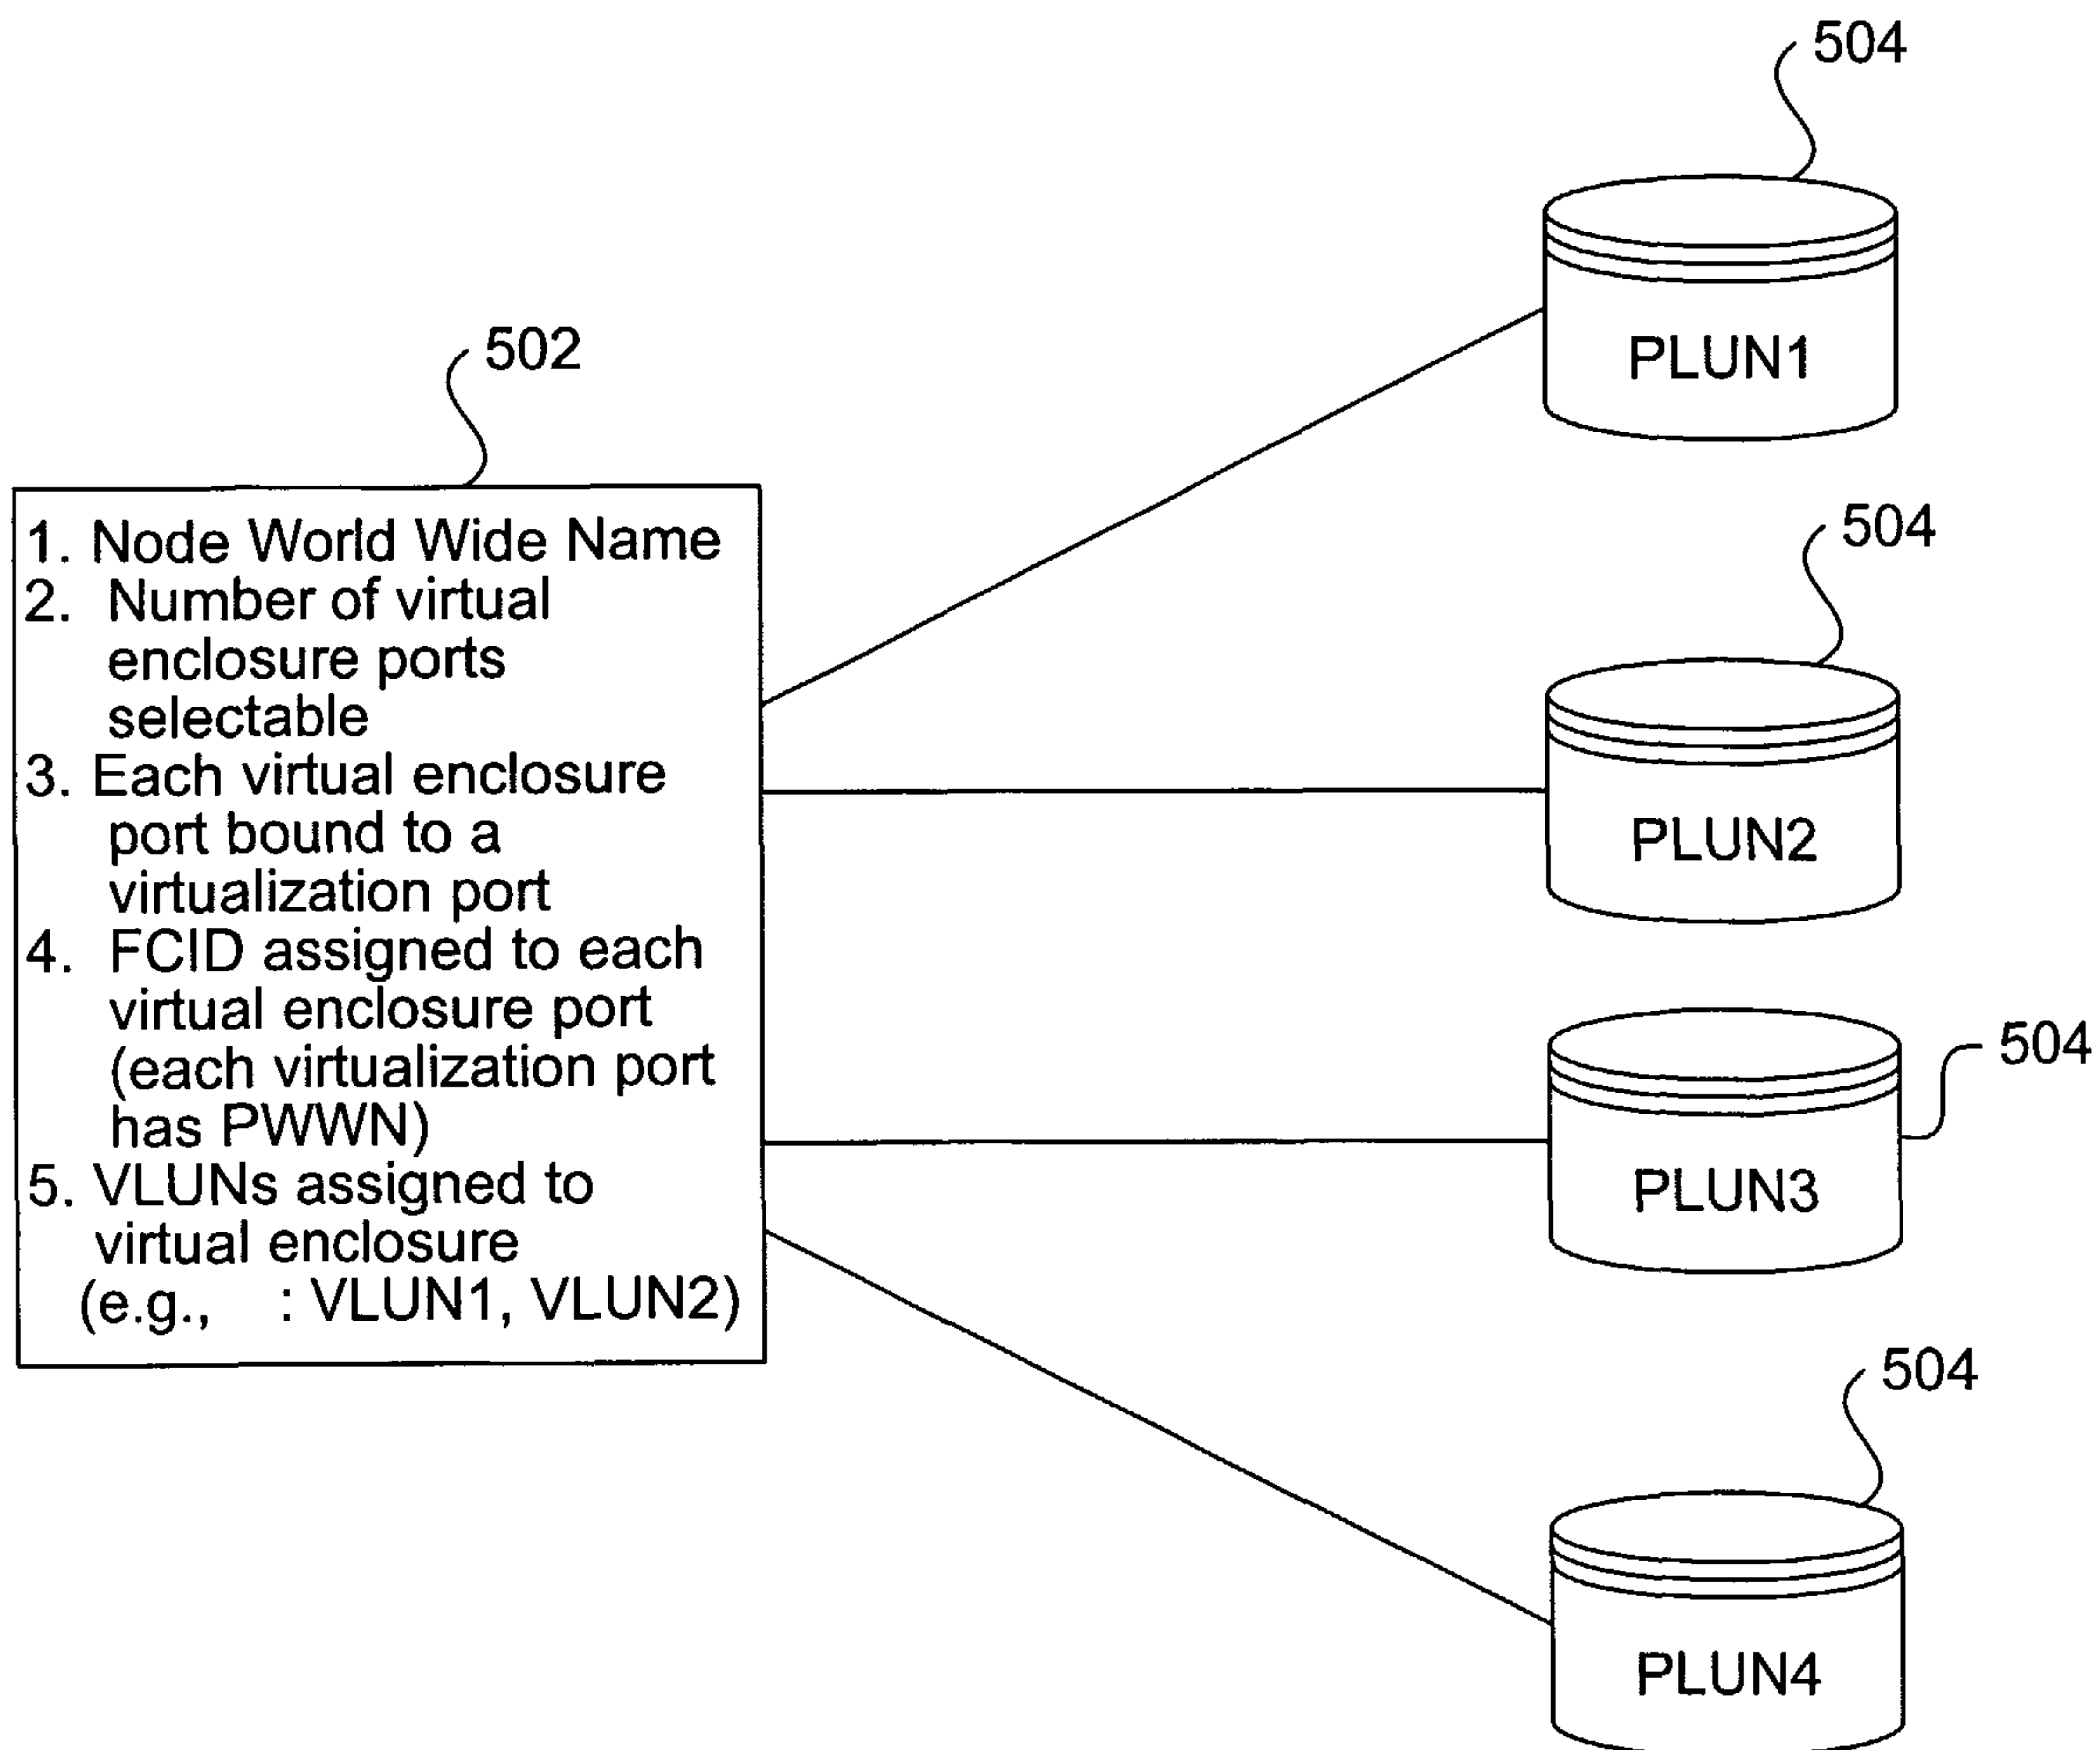 504
PLUN1
502
1. Node World Wide Name
2. Number of virtual
enclosure ports
selectable
3. Each virtual enclosure
port bound to a
virtualization port
4. FCID assigned to each
virtual enclosure port
(each virtualization port
has PWWN)
5. VLUNs assigned to
virtual enclosure
(e.g., : VLUN1, VLUN2)
504
PLUN2
504
PLUN3
504
PLUN4